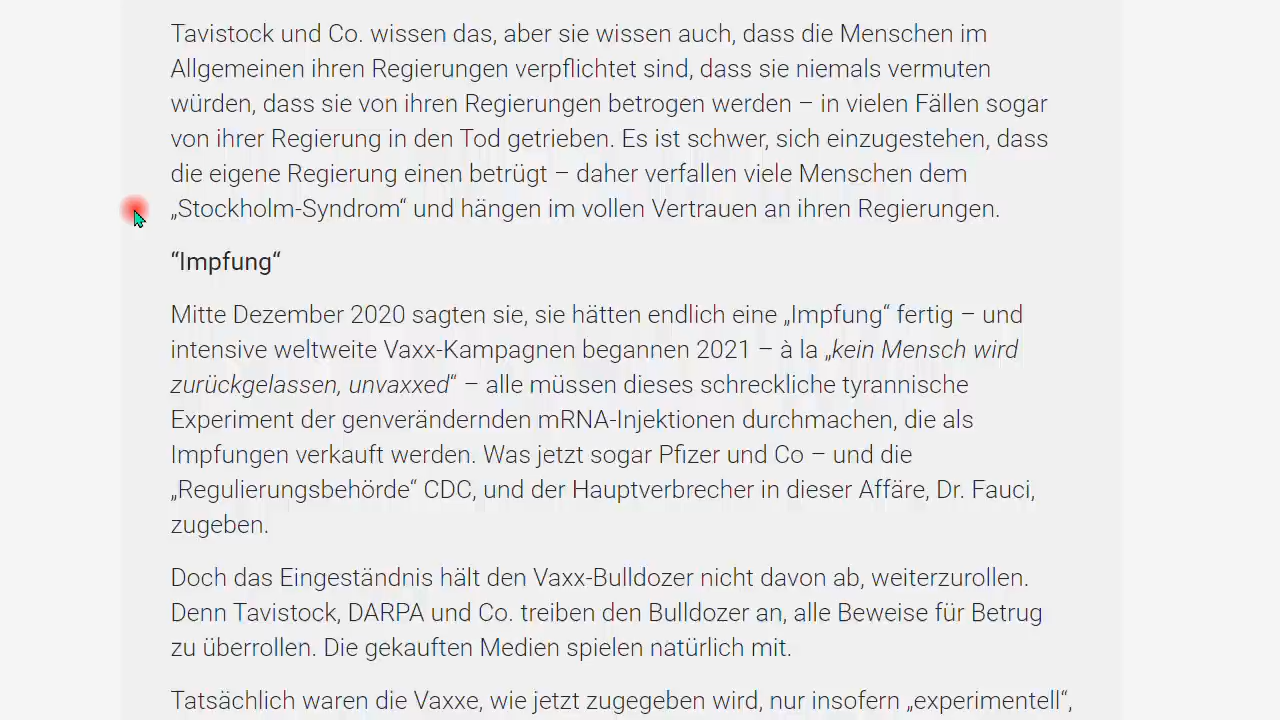 Tavistock und Co. wissen das, aber sie wissen auch, dass die Menschen im
Allgemeinen ihren Regierungen verpflichtet sind, dass sie niemals vermuten
würden, dass sie von ihren Regierungen betrogen werden – in vielen Fällen sogar
von ihrer Regierung in den Tod getrieben. Es ist schwer, sich einzugestehen, dass
die eigene Regierung einen betrügt – daher verfallen viele Menschen dem
„Stockholm-Syndrom“ und hängen im vollen Vertrauen an ihren Regierungen.
“Impfung“
Mitte Dezember 2020 sagten sie, sie hätten endlich eine „Impfung“ fertig – und
intensive weltweite Vaxx-Kampagnen begannen 2021 – à la „kein Mensch wird
zurückgelassen, unvaxxed“ – alle müssen dieses schreckliche tyrannische
Experiment der genverändernden mRNA-Injektionen durchmachen, die als
Impfungen verkauft werden. Was jetzt sogar Pfizer und Co – und die
„Regulierungsbehörde“ CDC, und der Hauptverbrecher in dieser Affäre, Dr. Fauci,
zugeben.
Doch das Eingeständnis hält den Vaxx-Bulldozer nicht davon ab, weiterzurollen.
Denn Tavistock, DARPA und Co. treiben den Bulldozer an, alle Beweise für Betrug
zu überrollen. Die gekauften Medien spielen natürlich mit.
Tatsächlich waren die Vaxxe, wie jetzt zugegeben wird, nur insofern „experimentell“,